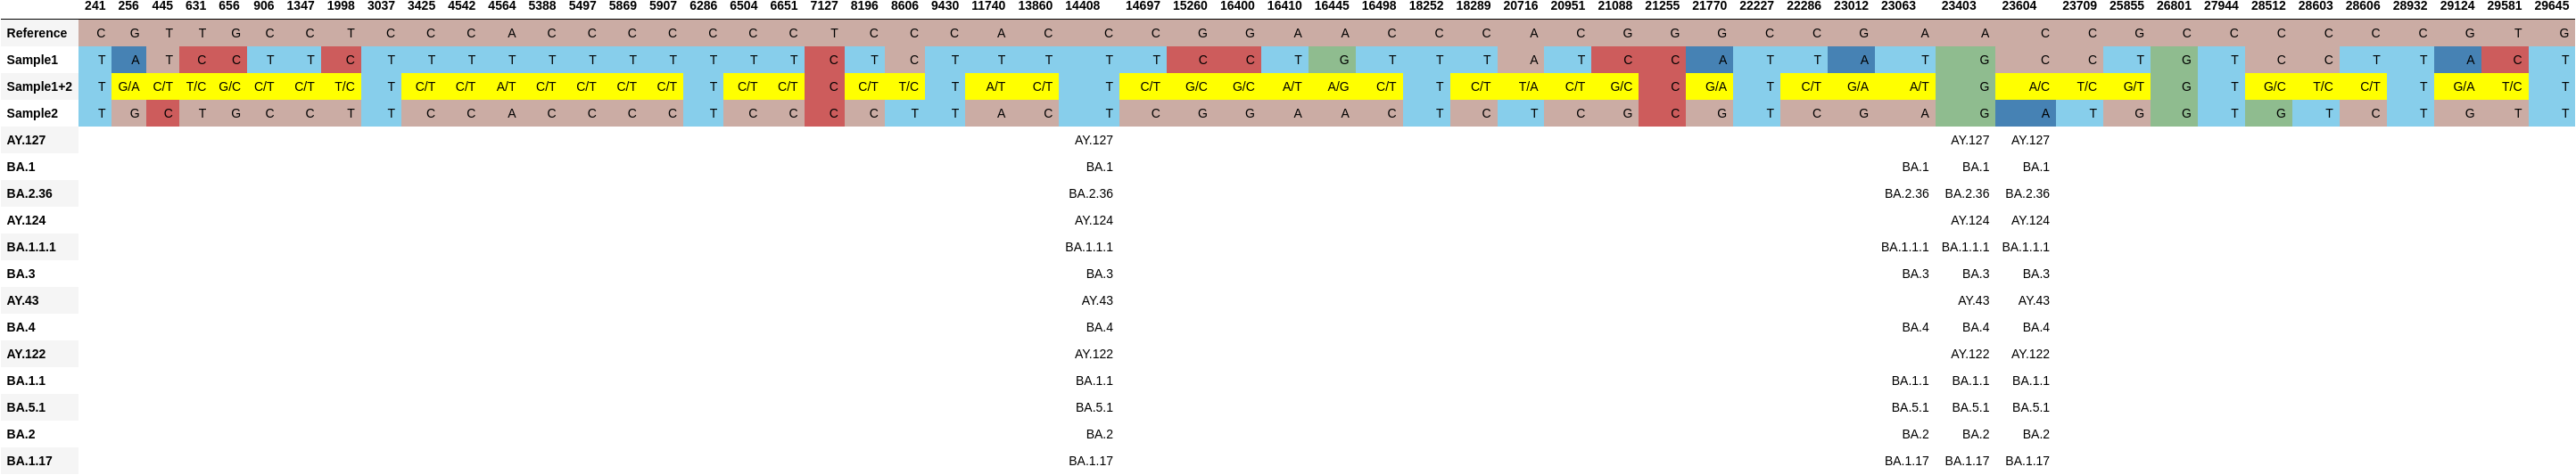 241 256 445 631 656 906 1347 1998 3037 3425 4542 4564 5388 5497 5869 5907 6286 6504 6651 7127 8196 8606 9430 11740 13860 14408 14697 15260 16400 16410 16445 16498 18252 18289 20716 20951 21088 21255 21770 22227 22286 23012 23063 23403 23604 23709 25855 26801 27944 28512 28603 28606 28932 29124 29581 29645
Reference C G T T G C C T C C C A C C C C C C C T C C C A C C C G G A A C C C A C G G G C C G A A C C G C C C C C C G T G
Sample1 T A T C C T T C T T T T T T T T T T T C T C T T T T T C C T G T T T A T C C A T T A T G C C T G T C C T T A C T
Sample1+2 T G/A C/T T/C G/C C/T C/T T/C T C/T C/T A/T C/T C/T C/T C/T T C/T C/T C C/T T/C T A/T C/T T C/T G/C G/C A/T A/G C/T T C/T T/A C/T G/C C G/A T C/T G/A A/T G A/C T/C G/T G T G/C T/C C/T T G/A T/C T
Sample2 T G C T G C C T T C C A C C C C T C C C C T T A C T C G G A A C T C T C G C G T C G A G A T G G T G T C T G T T
AY.127 AY.127 AY.127 AY.127
BA.1 BA.1 BA.1 BA.1 BA.1
BA.2.36 BA.2.36 BA.2.36 BA.2.36 BA.2.36
AY.124 AY.124 AY.124 AY.124
BA.1.1.1 BA.1.1.1 BA.1.1.1 BA.1.1.1 BA.1.1.1
BA.3 BA.3 BA.3 BA.3 BA.3
AY.43 AY.43 AY.43 AY.43
BA.4 BA.4 BA.4 BA.4 BA.4
AY.122 AY.122 AY.122 AY.122
BA.1.1 BA.1.1 BA.1.1 BA.1.1 BA.1.1
BA.5.1 BA.5.1 BA.5.1 BA.5.1 BA.5.1
BA.2 BA.2 BA.2 BA.2 BA.2
BA.1.17 BA.1.17 BA.1.17 BA.1.17 BA.1.17